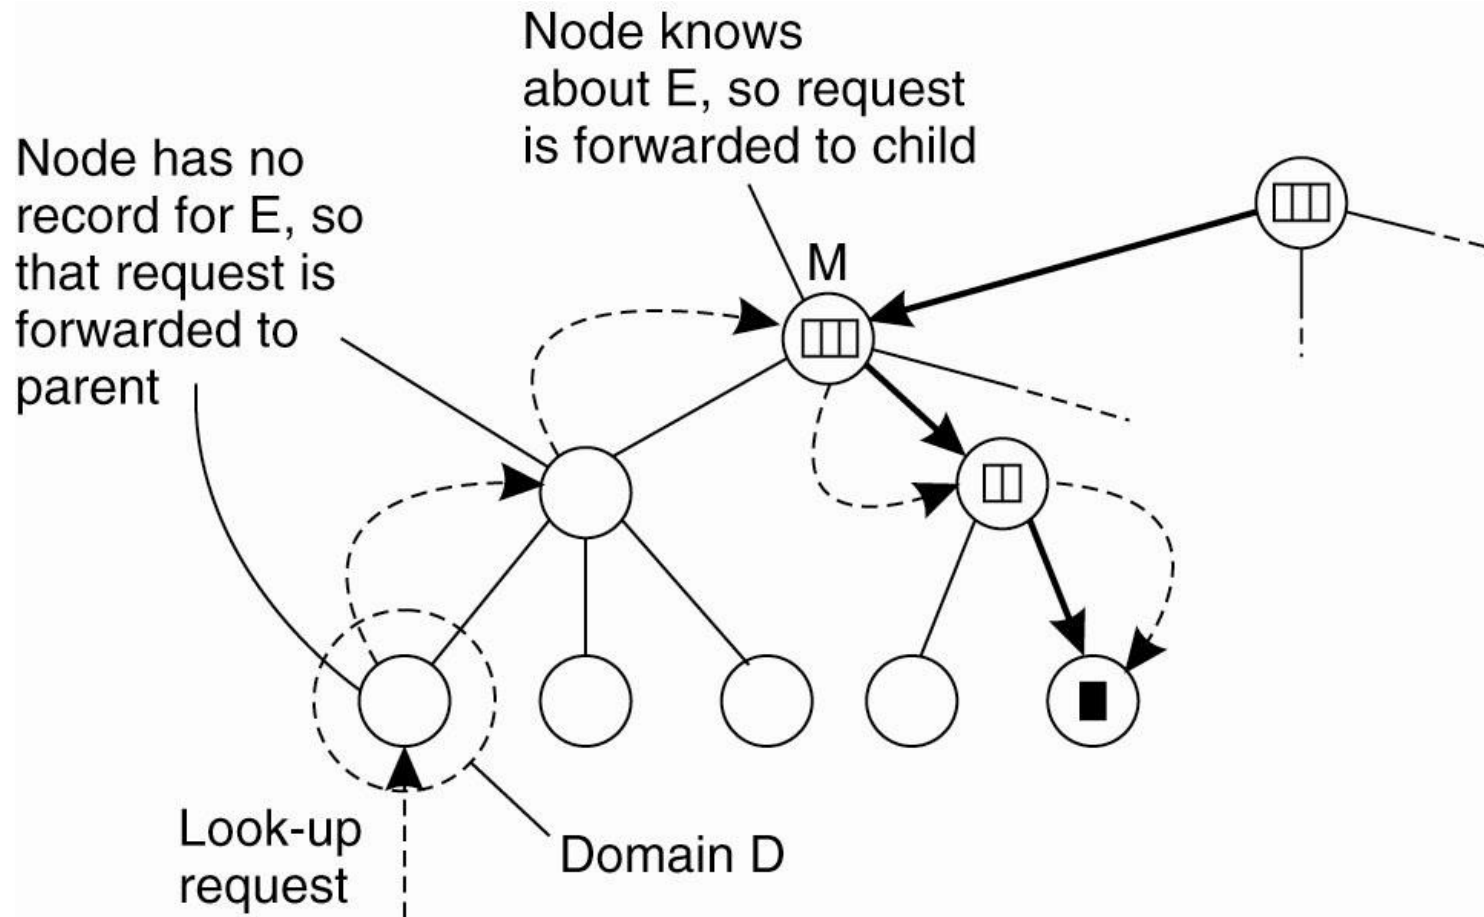 Node knows
about E, so request
is forwarded to child
Node has no
record for E, so
that request is
forwarded to
parent
M
Look-up
request
Domain D